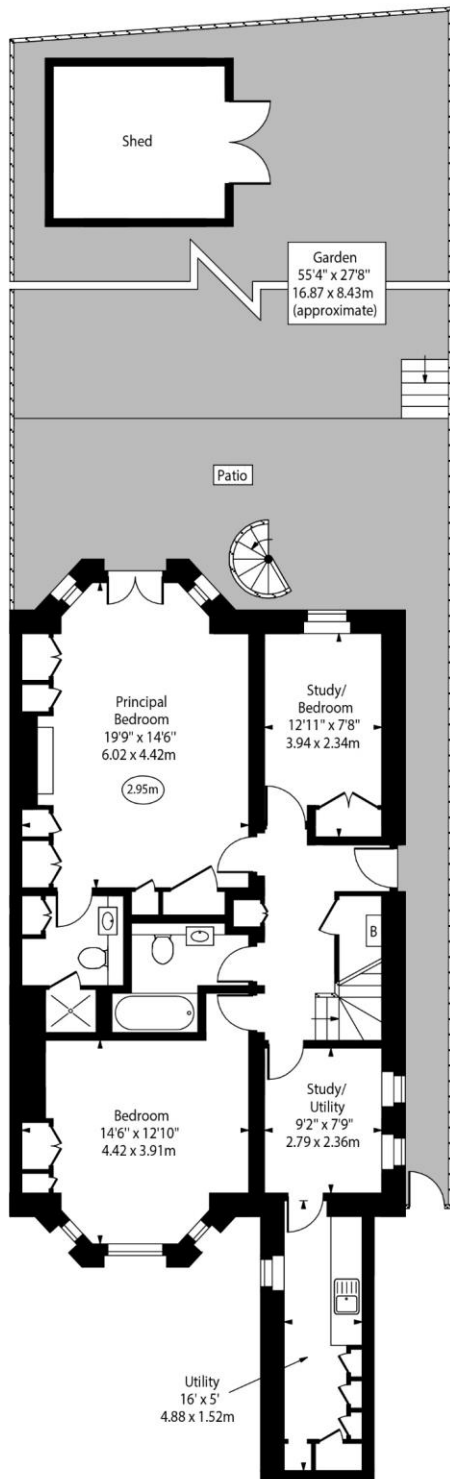 Shed
Garden
55'4" x 27'8"
16.87 x 8.43m
(approximate)
Patio
Principal
Bedroom
19'9" x 14'6"
6.02 x 4.42m
2.95m
Study/
Bedroom
12'11" x 7'8"
3.94 x 2.34m
B
Bedroom
14'6" x 12'10"
4.42 x 3.91m
Study/
Utility
9'2" x 7'9"
2.79 x 2.36m
Utility
16' x 5'
4.88 x 1.52m